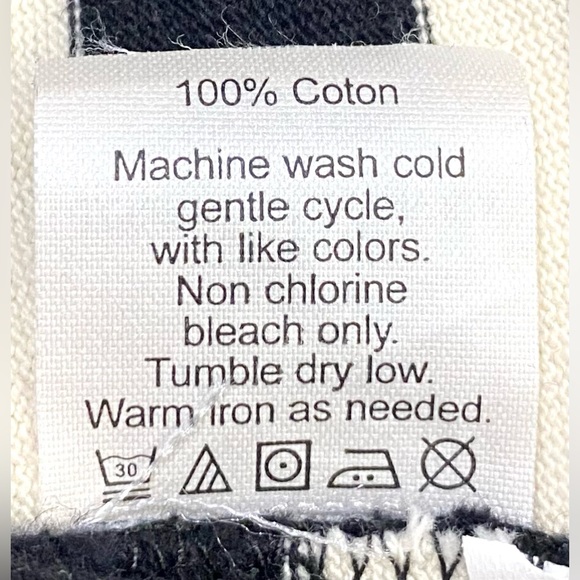 100% Coton
Machine wash cold
gentle cycle,
with like colors.
Non chlorine
bleach only.
Tumble dry low.
Warm iron as needed.
30